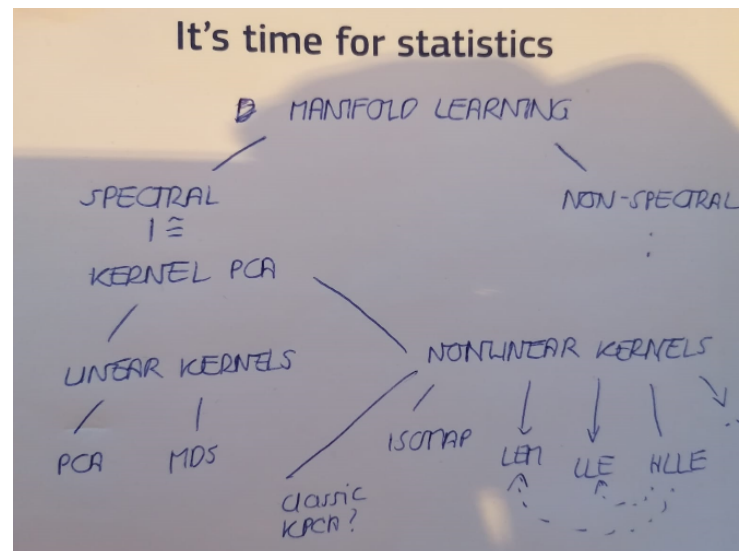 It's time for statistics
MANIFOLD LEARNING
SPECTRAL
NON-SPECTRAL
≅
KERNEL PCA
LINEAR KERNELS
NONLINEAR KERNELS
PCA
MDS
ISOMAP
LEM
LLE
HLLE
classic
KPCA?